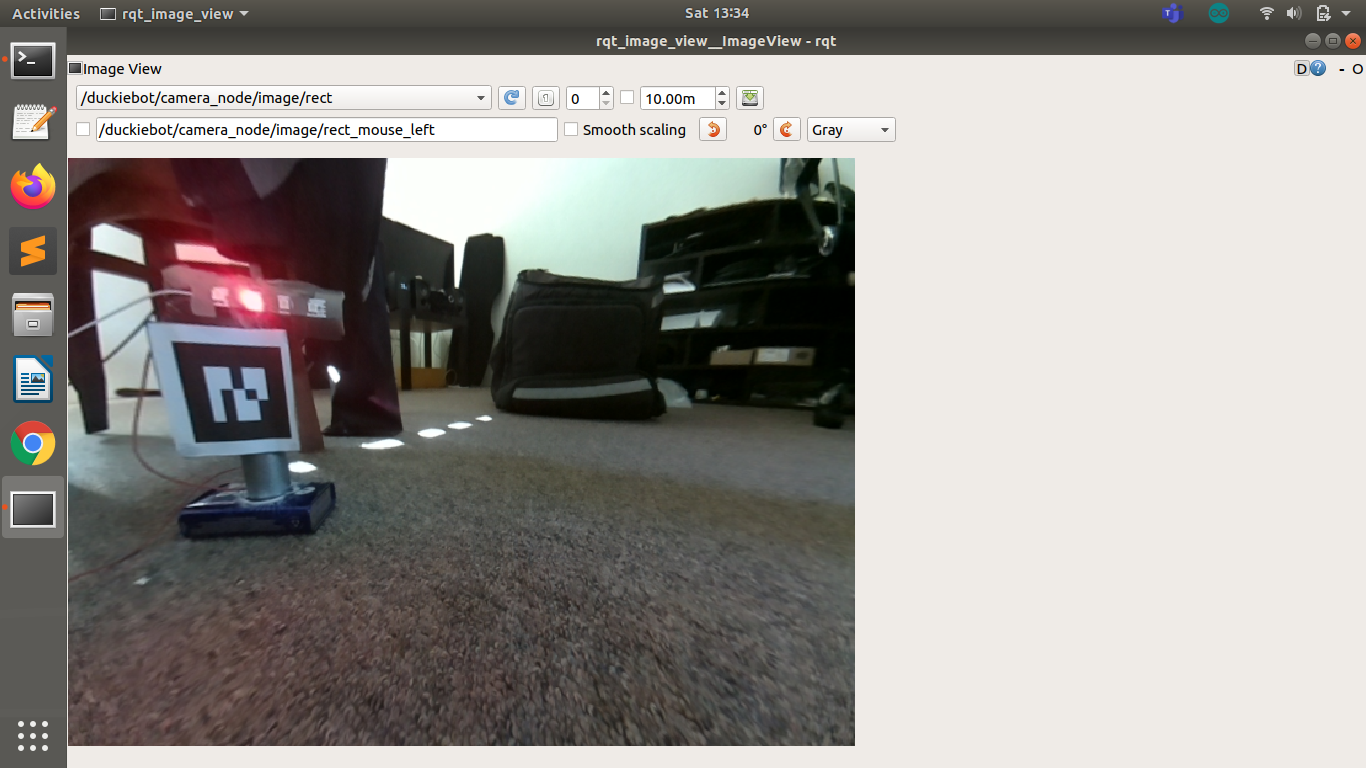 Activities rqt_image_view Sat 13:34
rqt_image_view__ImageView - rqt
Image View D ? - O
/duckiebot/camera_node/image/rect 0 10.00m
/duckiebot/camera_node/image/rect_mouse_left Smooth scaling 0° Gray